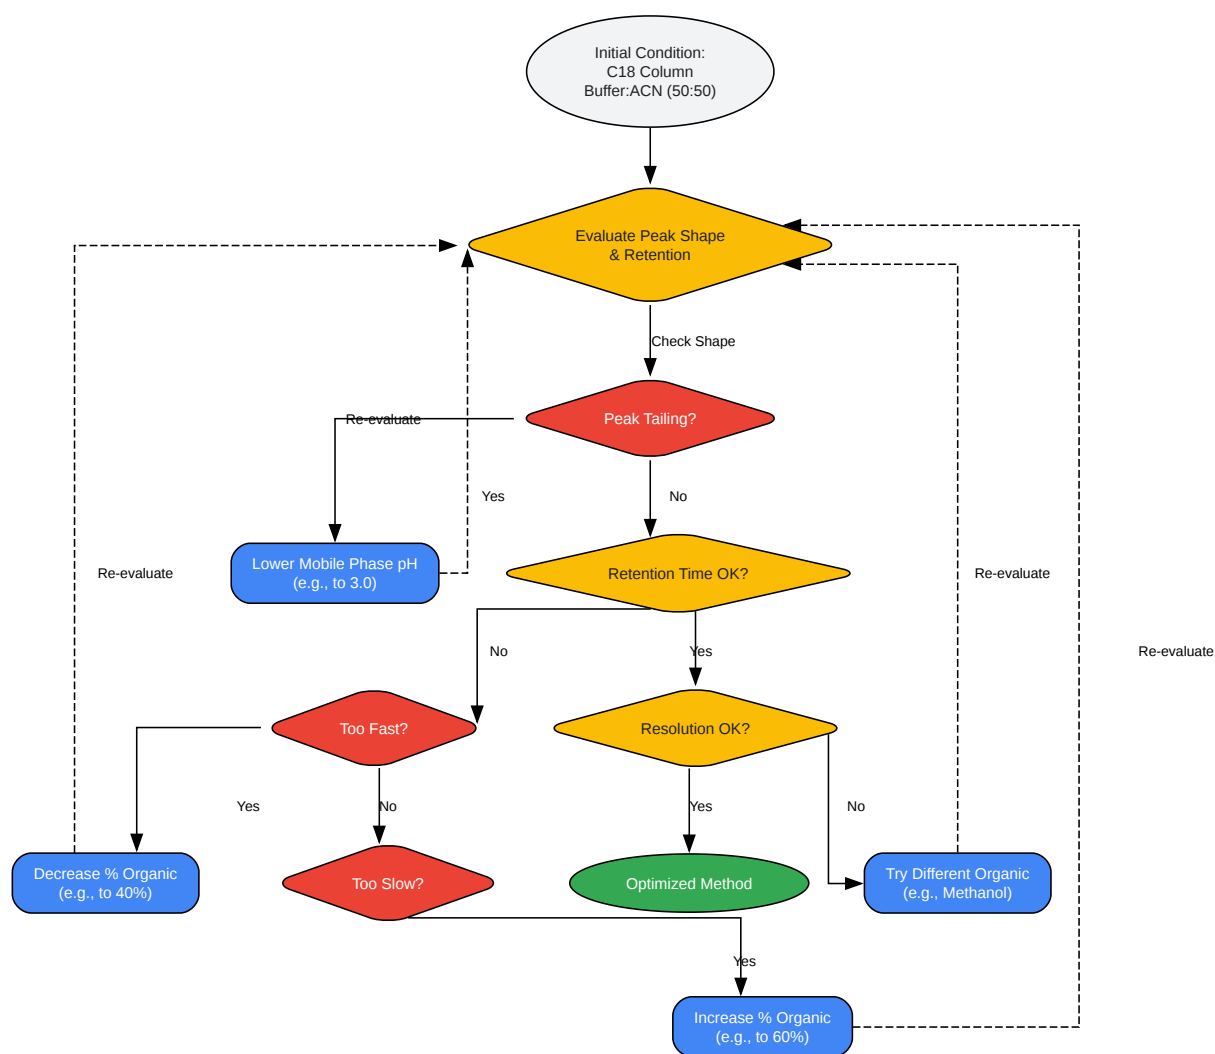 Initial Condition:
C18 Column
Buffer:ACN (50:50)
Evaluate Peak Shape
& Retention
Check Shape
Peak Tailing?
Re-evaluate
Yes
No
Lower Mobile Phase pH
(e.g., to 3.0)
Re-evaluate
Retention Time OK?
Re-evaluate
No
Yes
Re-evaluate
Too Fast?
Resolution OK?
Yes
No
Yes
No
Decrease % Organic
(e.g., to 40%)
Too Slow?
Optimized Method
Try Different Organic
(e.g., Methanol)
Yes
Increase % Organic
(e.g., to 60%)